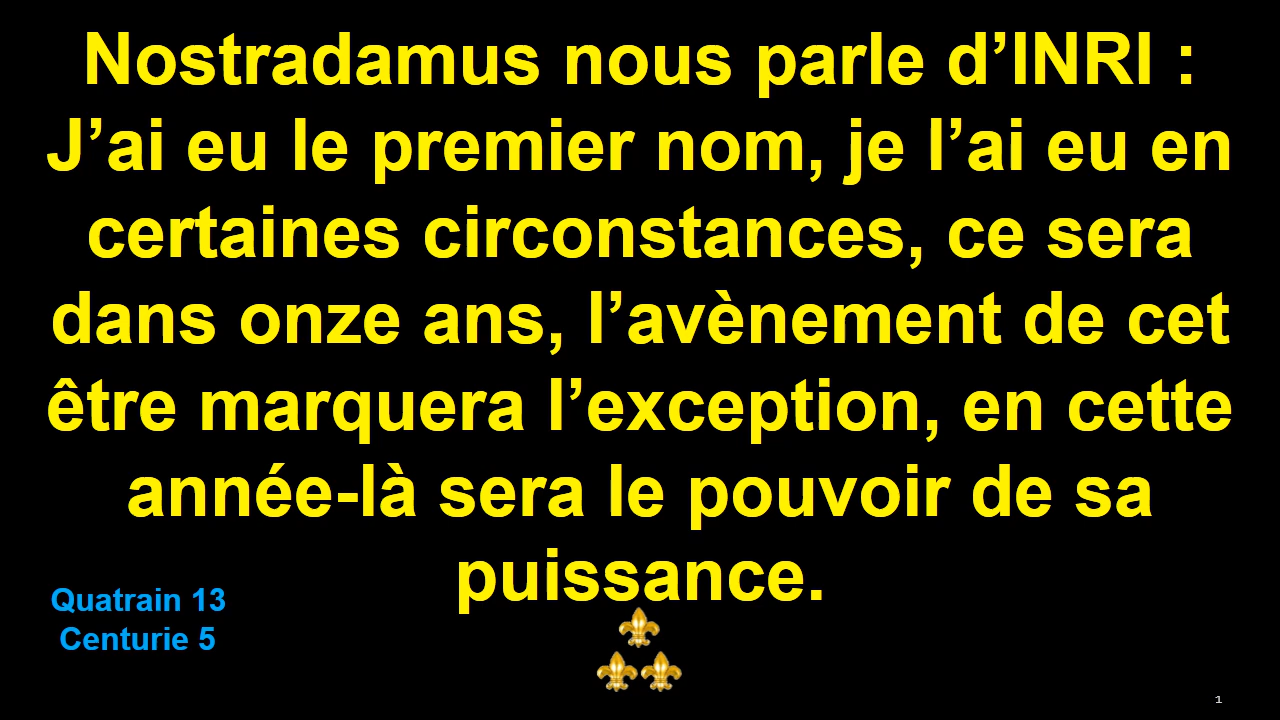 Nostradamus nous parle d’INRI :
J’ai eu le premier nom, je l’ai eu en
certaines circonstances, ce sera
dans onze ans, l’avènement de cet
être marquera l’exception, en cette
année-là sera le pouvoir de sa
puissance.
Quatrain 13
Centurie 5
1